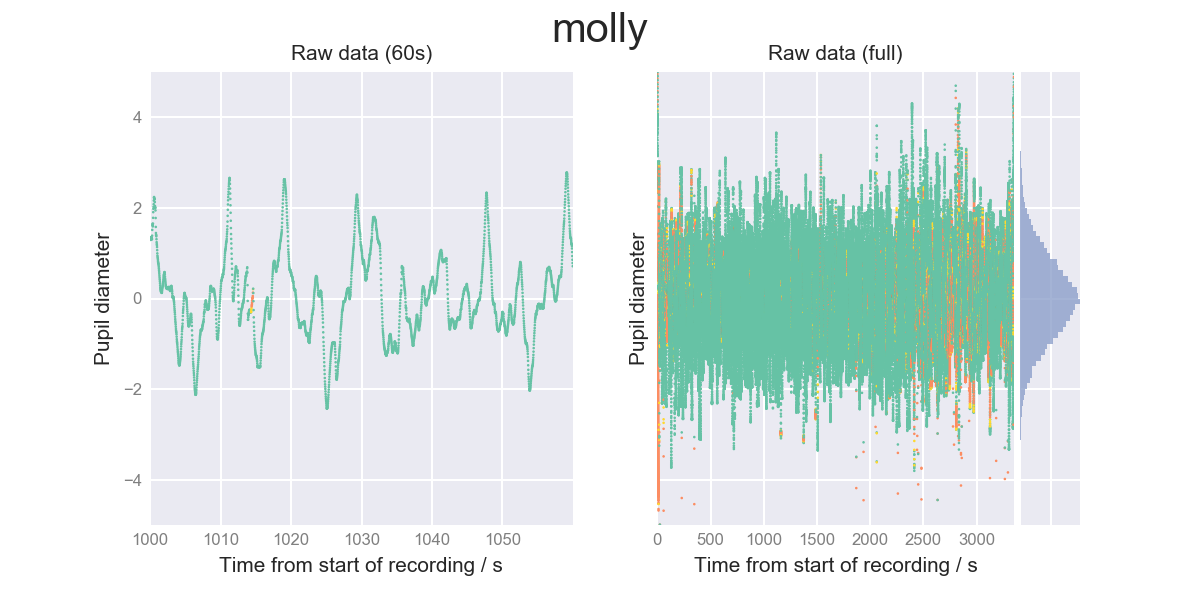 molly
Raw data (60s)
Raw data (full)
Pupil diameter
4
2
0
−2
−4
1000
1010
1020
1030
1040
1050
Time from start of recording / s
Pupil diameter
0
500
1000
1500
2000
2500
3000
Time from start of recording / s